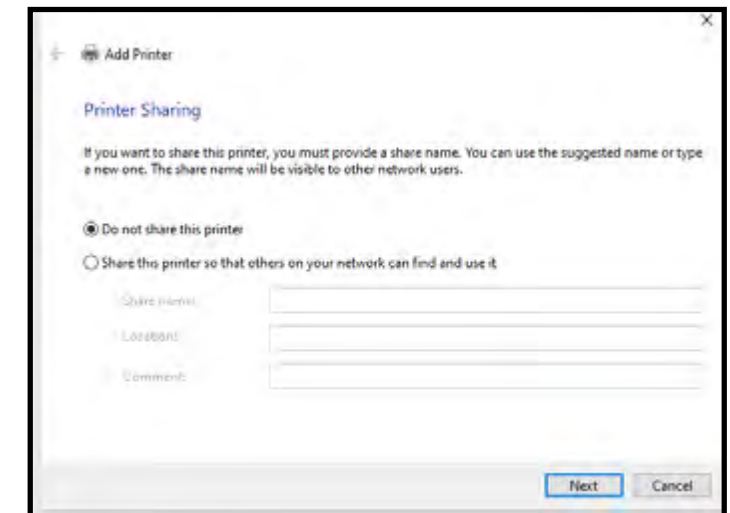 Add Printer
Printer Sharing
If you want to share this printer, you must provide a share name. You can use the suggested name or type
a new one. The share name will be visible to other network users.
Do not share this printer
Share this printer so that others on your network can find and use it
Share name:
Location:
Comment:
Next Cancel